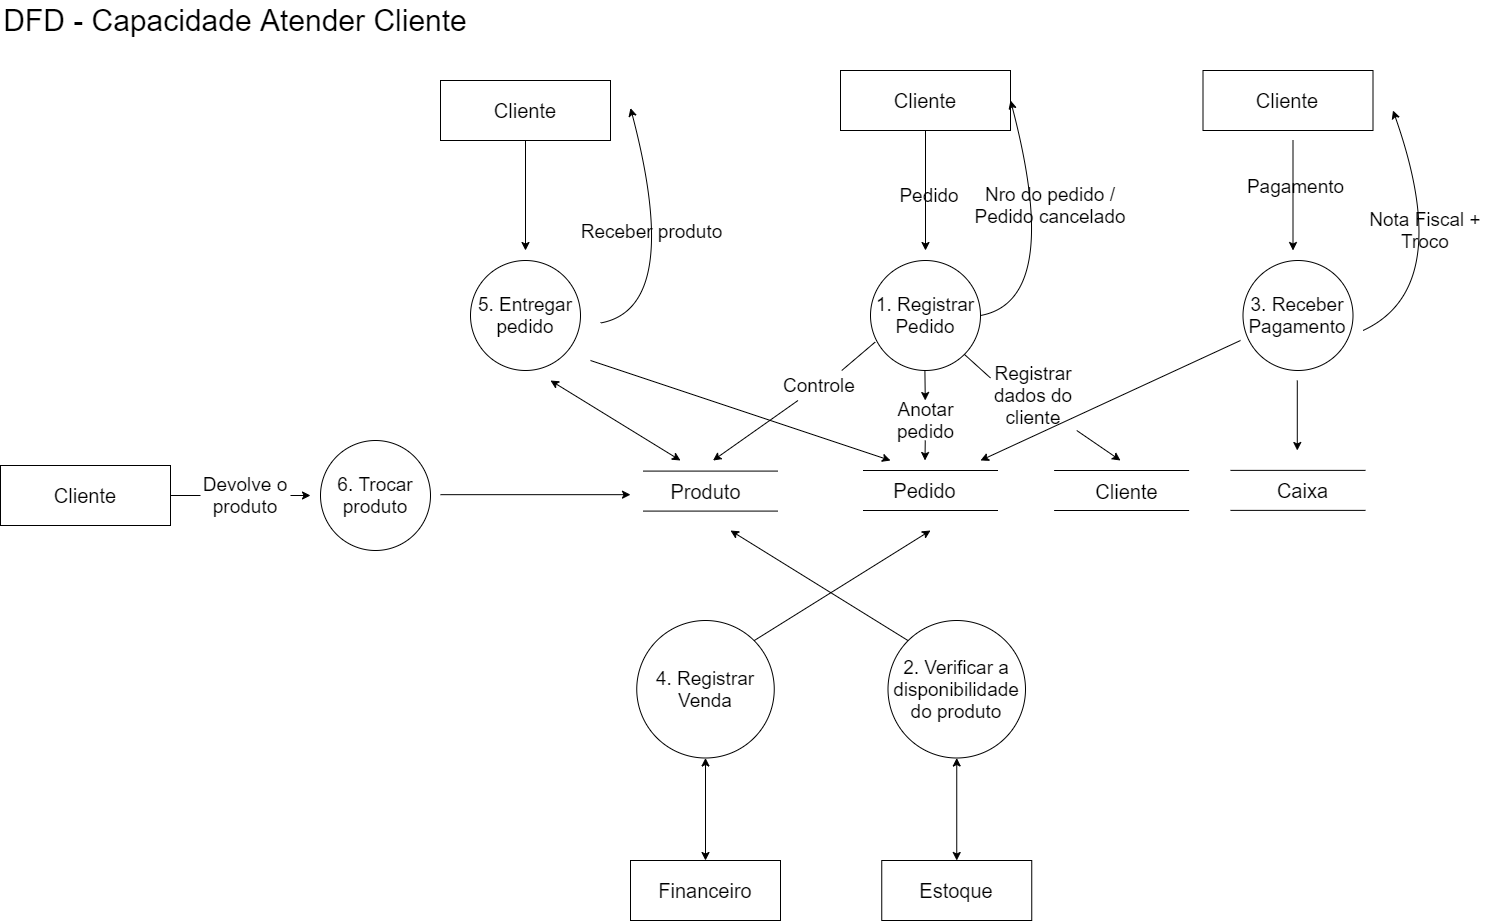 DFD - Capacidade Atender Cliente
Cliente
Cliente
Cliente
Pedido
Nro do pedido /
Pedido cancelado
Pagamento
Nota Fiscal +
Troco
Receber produto
5. Entregar
pedido
1. Registrar
Pedido
3. Receber
Pagamento
Controle
Anotar
pedido
Registrar
dados do
cliente
Cliente
Devolve o
produto
6. Trocar
produto
Produto
Pedido
Cliente
Caixa
4. Registrar
Venda
2. Verificar a
disponibilidade
do produto
Financeiro
Estoque